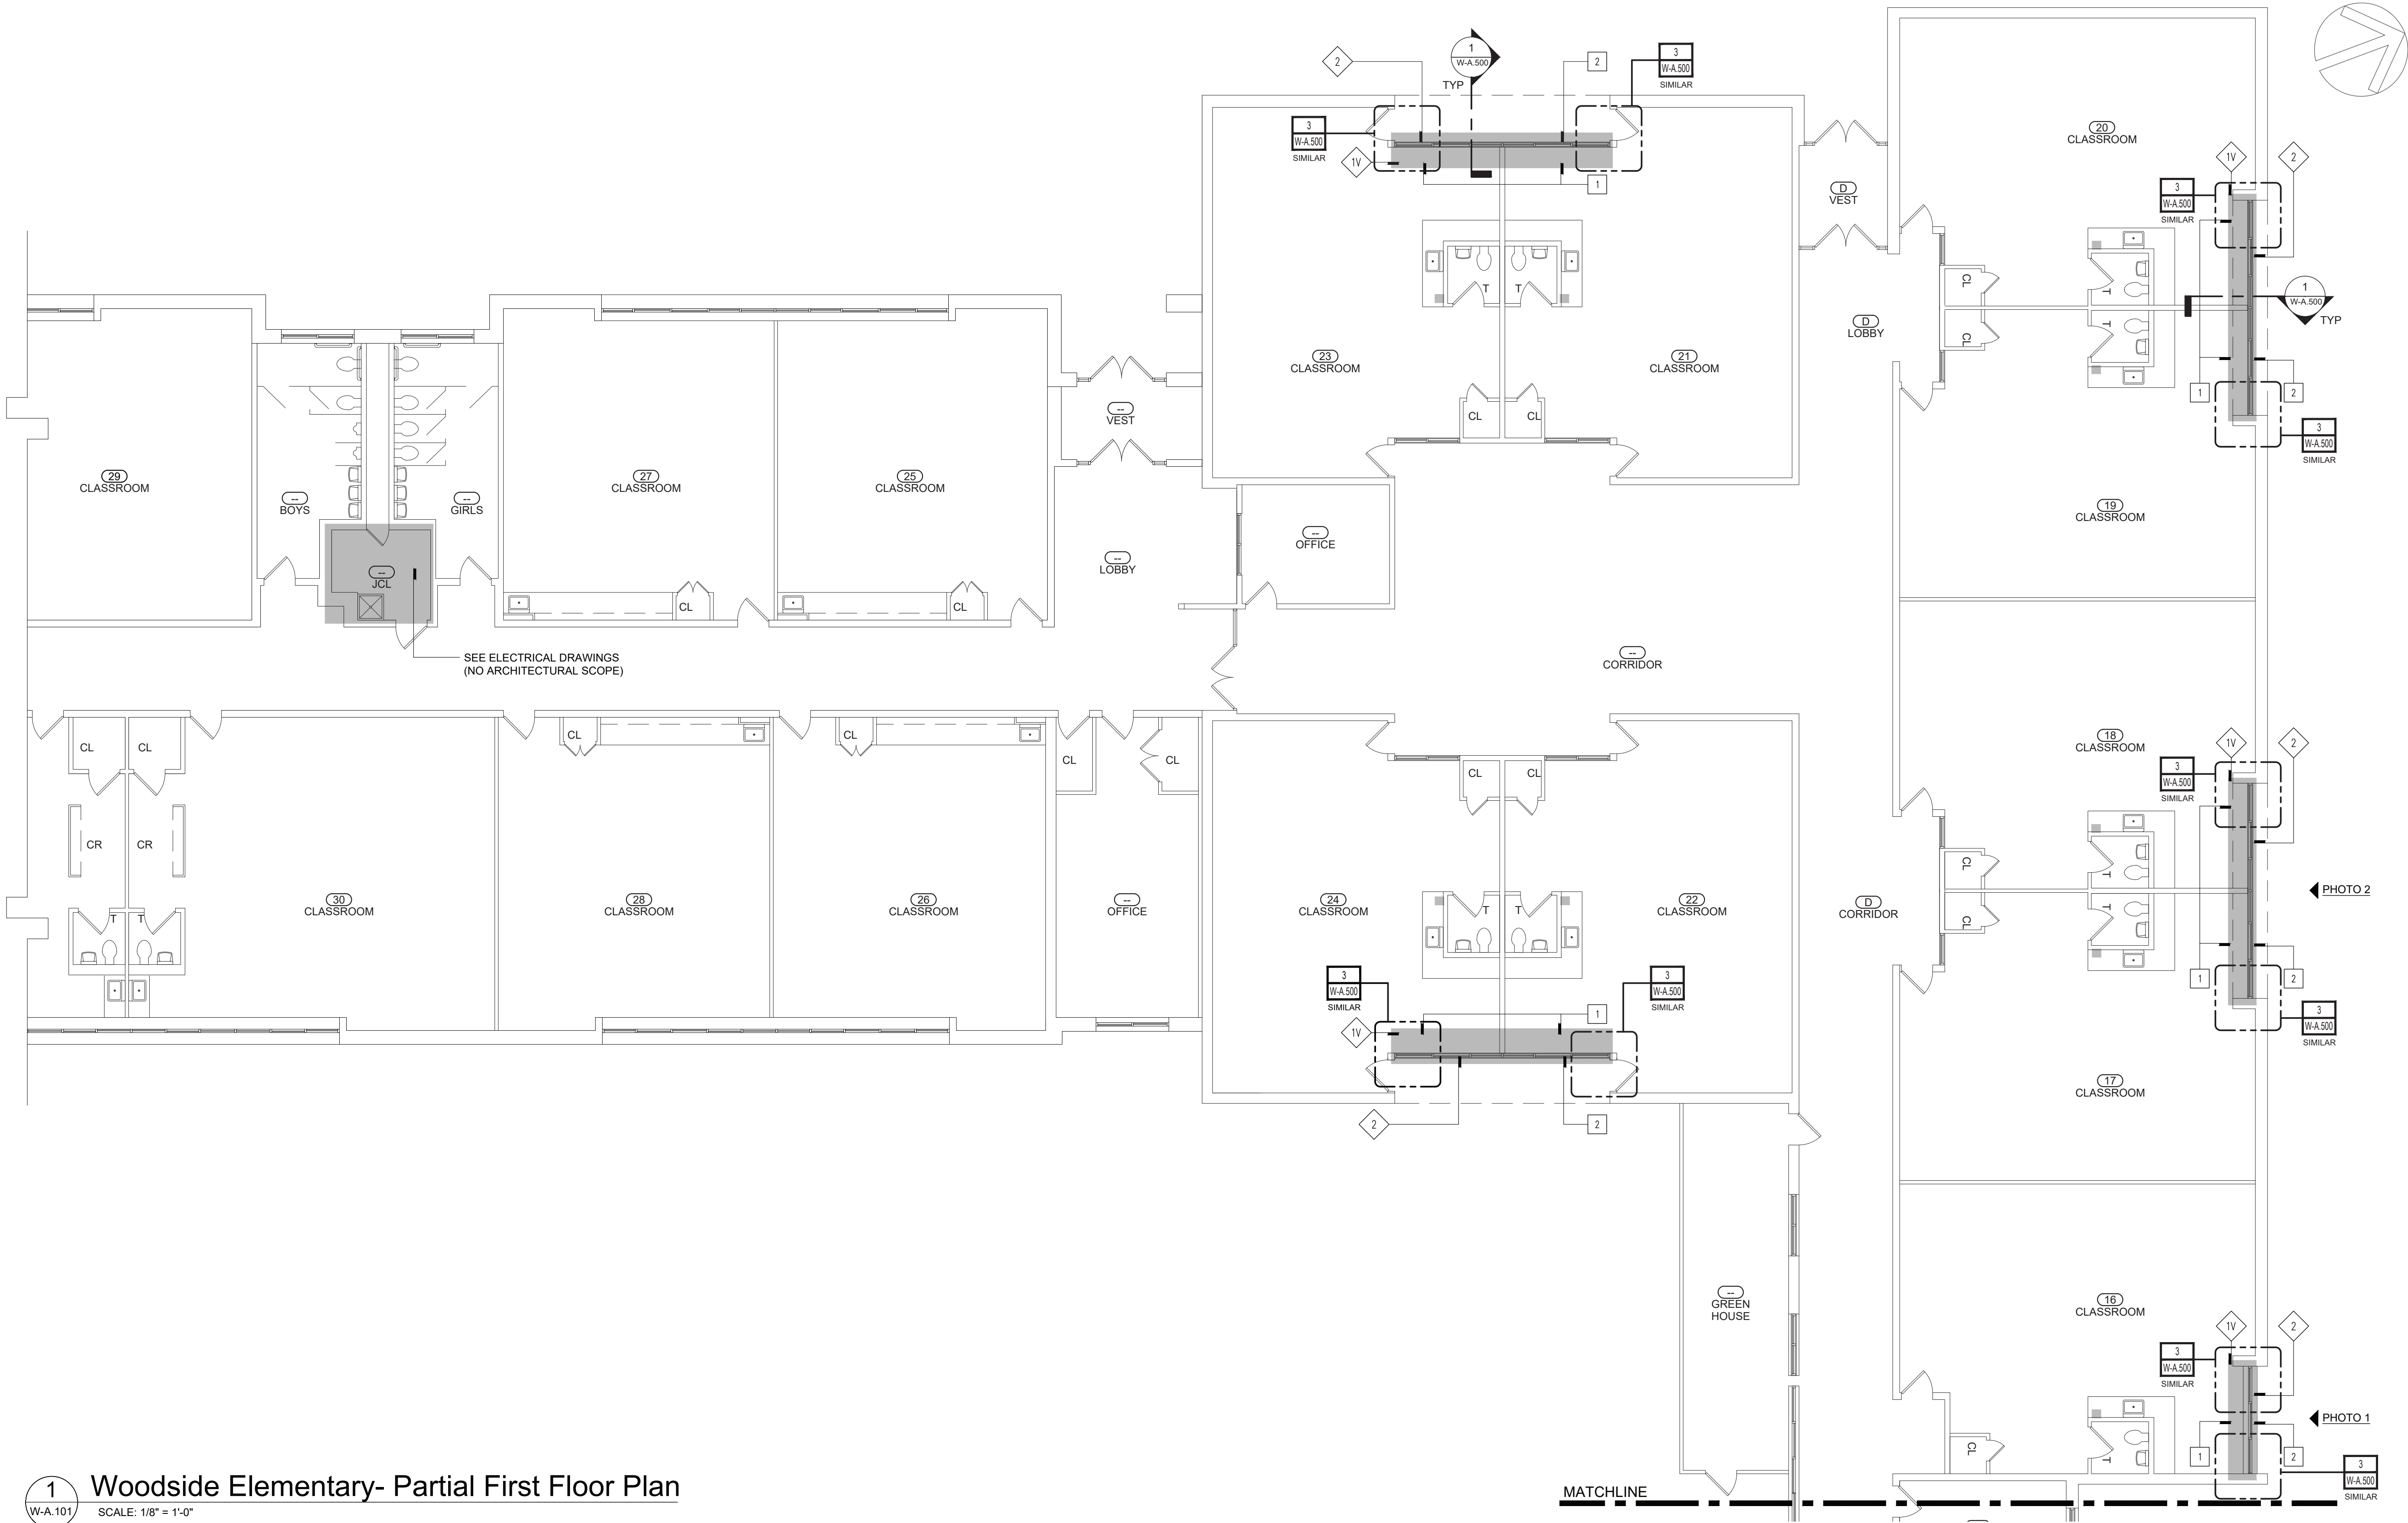 2
1
W-A.500
TYP
2
3
W-A.500
SIMILAR
3
W-A.500
SIMILAR
1V
1
20
CLASSROOM
1V
2
3
W-A.500
SIMILAR
D
VEST
CL
T
1
W-A.500
TYP
D
LOBBY
CL
T
T
T
23
CLASSROOM
21
CLASSROOM
1
2
CL
CL
3
W-A.500
SIMILAR
--
VEST
29
CLASSROOM
27
CLASSROOM
25
CLASSROOM
--
BOYS
--
GIRLS
19
CLASSROOM
--
OFFICE
--
LOBBY
--
JCL
CL
CL
SEE ELECTRICAL DRAWINGS
(NO ARCHITECTURAL SCOPE)
--
CORRIDOR
18
CLASSROOM
1V
2
3
W-A.500
SIMILAR
CL
CL
CL
CL
CL
CL
CL
CL
CR
CR
CL
T
30
CLASSROOM
28
CLASSROOM
26
CLASSROOM
--
OFFICE
24
CLASSROOM
22
CLASSROOM
D
CORRIDOR
PHOTO 2
T
T
T
T
CL
T
3
W-A.500
SIMILAR
3
W-A.500
SIMILAR
1
2
1V
1
3
W-A.500
SIMILAR
17
CLASSROOM
2
2
--
GREEN
HOUSE
16
CLASSROOM
1V
2
3
W-A.500
SIMILAR
PHOTO 1
CL
T
1
2
3
W-A.500
SIMILAR
1
W-A.101
Woodside Elementary- Partial First Floor Plan
SCALE: 1/8" = 1'-0"
MATCHLINE